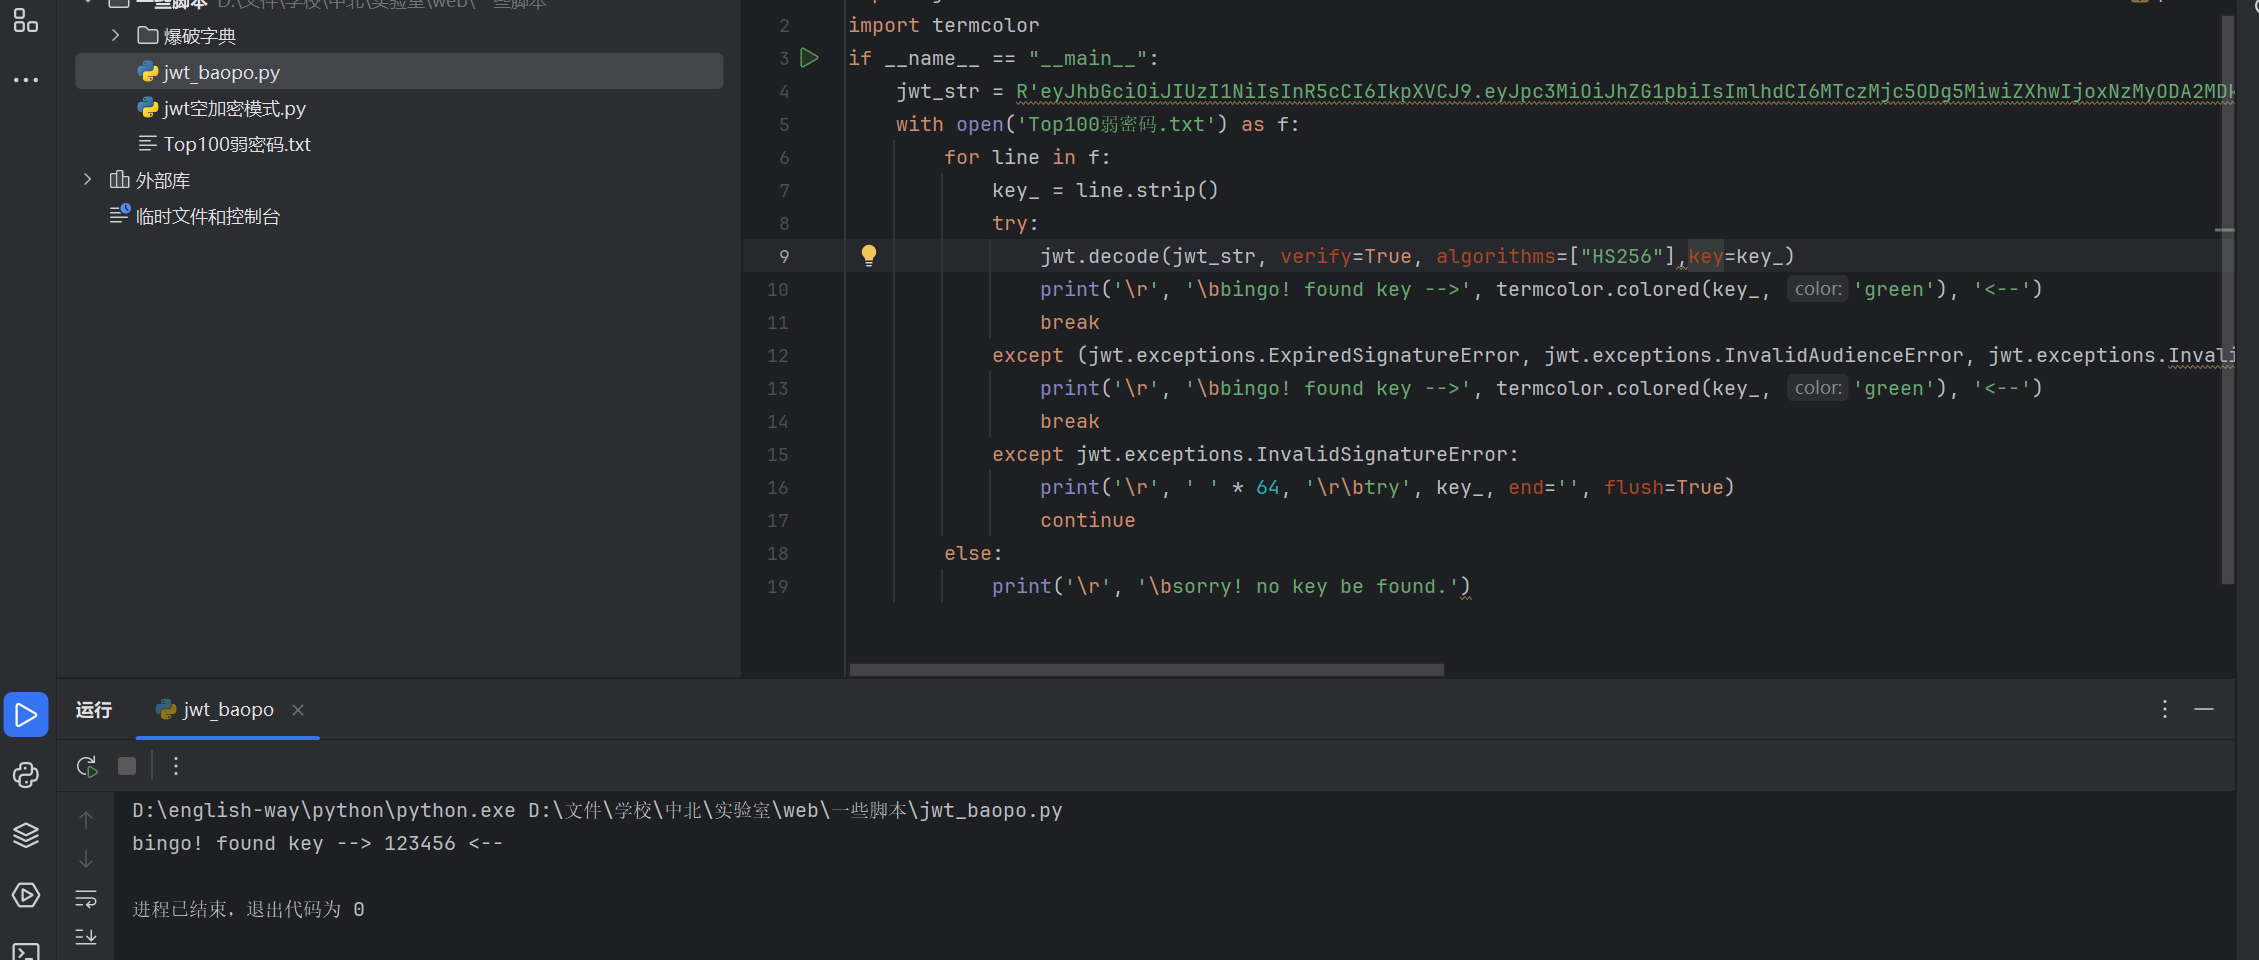 一些脚本 D:\文件\学校\中北\实验室\web\一些脚本
爆破字典
jwt_baopo.py
jwt空加密模式.py
Top100弱密码.txt
外部库
临时文件和控制台
2 import termcolor
3 if __name__ == "__main__":
4 jwt_str = R'eyJhbGciOiJIUzI1NiIsInR5cCI6IkpXVCJ9.eyJpc3MiOiJhZG1pbiIsImlhdCI6MTczMjc5ODg5MiwiZXhwIjoxNzMyODA2MDk
5 with open('Top100弱密码.txt') as f:
6 for line in f:
7 key_ = line.strip()
8 try:
9 jwt.decode(jwt_str, verify=True, algorithms=["HS256"],key=key_)
10 print('\r', '\bbingo! found key -->', termcolor.colored(key_, color: 'green'), '<--')
11 break
12 except (jwt.exceptions.ExpiredSignatureError, jwt.exceptions.InvalidAudienceError, jwt.exceptions.Invali
13 print('\r', '\bbingo! found key -->', termcolor.colored(key_, color: 'green'), '<--')
14 break
15 except jwt.exceptions.InvalidSignatureError:
16 print('\r', ' ' * 64, '\r\btry', key_, end='', flush=True)
17 continue
18 else:
19 print('\r', '\bsorry! no key be found.')
运行 jwt_baopo
D:\english-way\python\python.exe D:\文件\学校\中北\实验室\web\一些脚本\jwt_baopo.py
bingo! found key --> 123456 <--
进程已结束，退出代码为 0